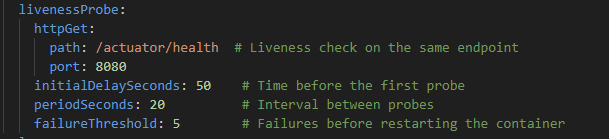 livenessProbe:
  httpGet:
    path: /actuator/health  # Liveness check on the same endpoint
    port: 8080
  initialDelaySeconds: 50    # Time before the first probe
  periodSeconds: 20          # Interval between probes
  failureThreshold: 5        # Failures before restarting the container